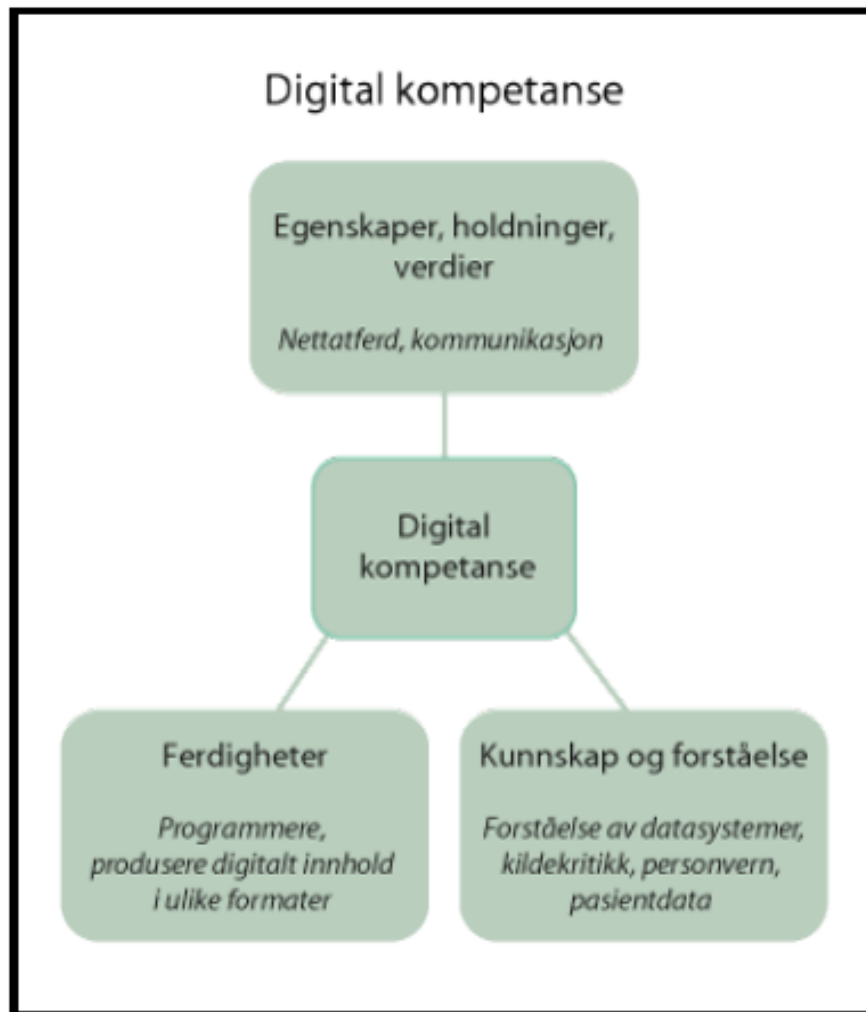 Digital kompetanse
Egenskaper, holdninger,
verdier
Nettatferd, kommunikasjon
Digital
kompetanse
Ferdigheter
Programmere,
produsere digitalt innhold
i ulike formater
Kunnskap og forståelse
Forståelse av datasystemer,
kildekritikk, personvern,
pasientdata